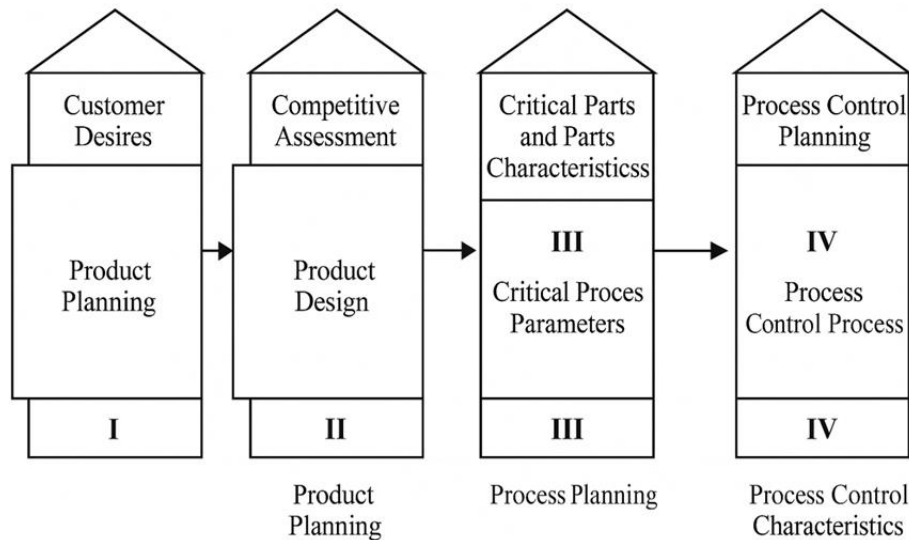 Customer
Desires
Product
Planning
I
Competitive
Assessment
Product
Design
II
Product
Planning
Critical Parts
and Parts
Characteristicss
III
Critical Proces
Parameters
III
Process Planning
Process Control
Planning
IV
Process
Control Process
IV
Process Control
Characteristics